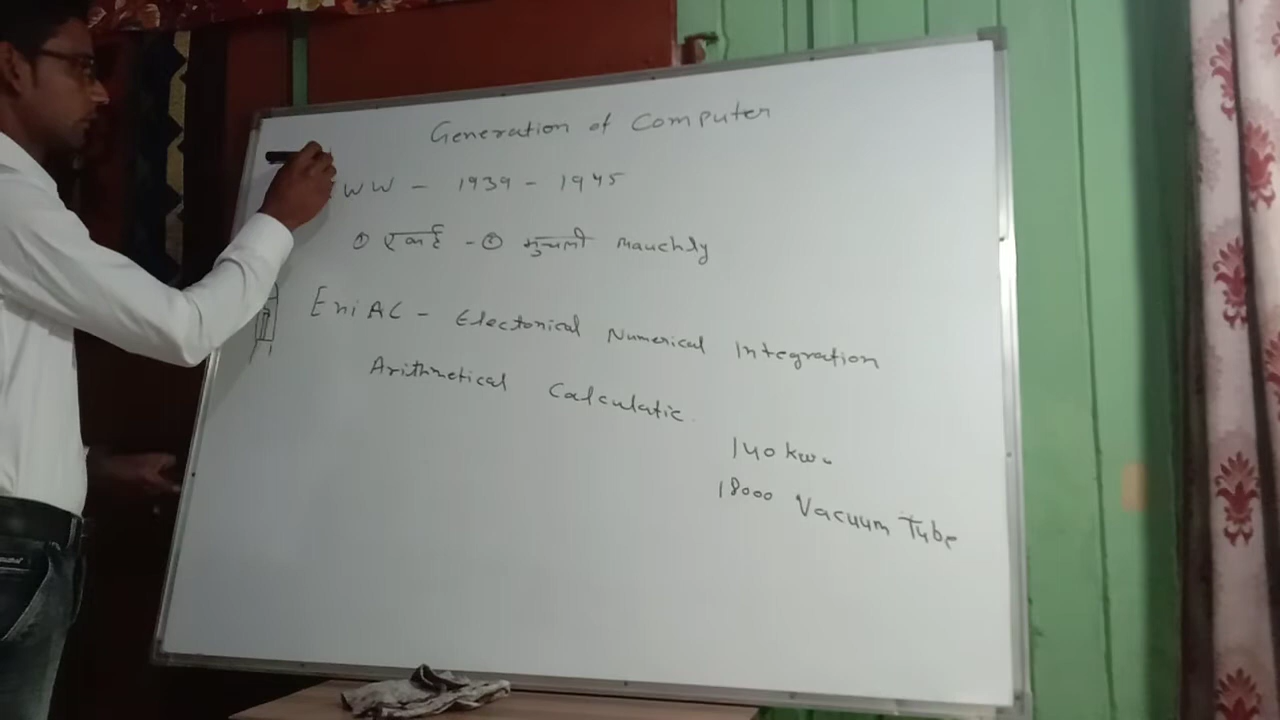 Generation of Computer
WW - 1939 - 1945
① एकर्ट - ② मुचली Mauchly
EniAC - Electonical Numerical Integration
Arithmetical Calculatic.
140 kw.
18000 Vacuum Tube